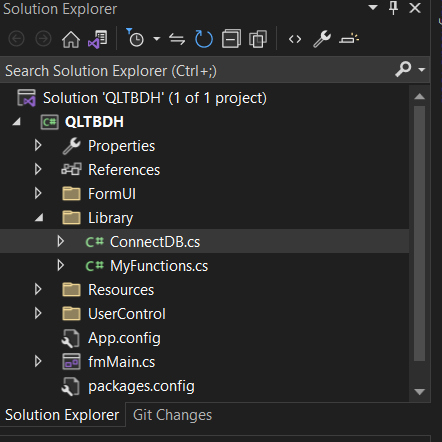 Solution Explorer
Search Solution Explorer (Ctrl+;)
Solution 'QLTBDH' (1 of 1 project)
C# QLTBDH
Properties
References
FormUI
Library
C# ConnectDB.cs
C# MyFunctions.cs
Resources
UserControl
App.config
fmMain.cs
packages.config
Solution Explorer Git Changes